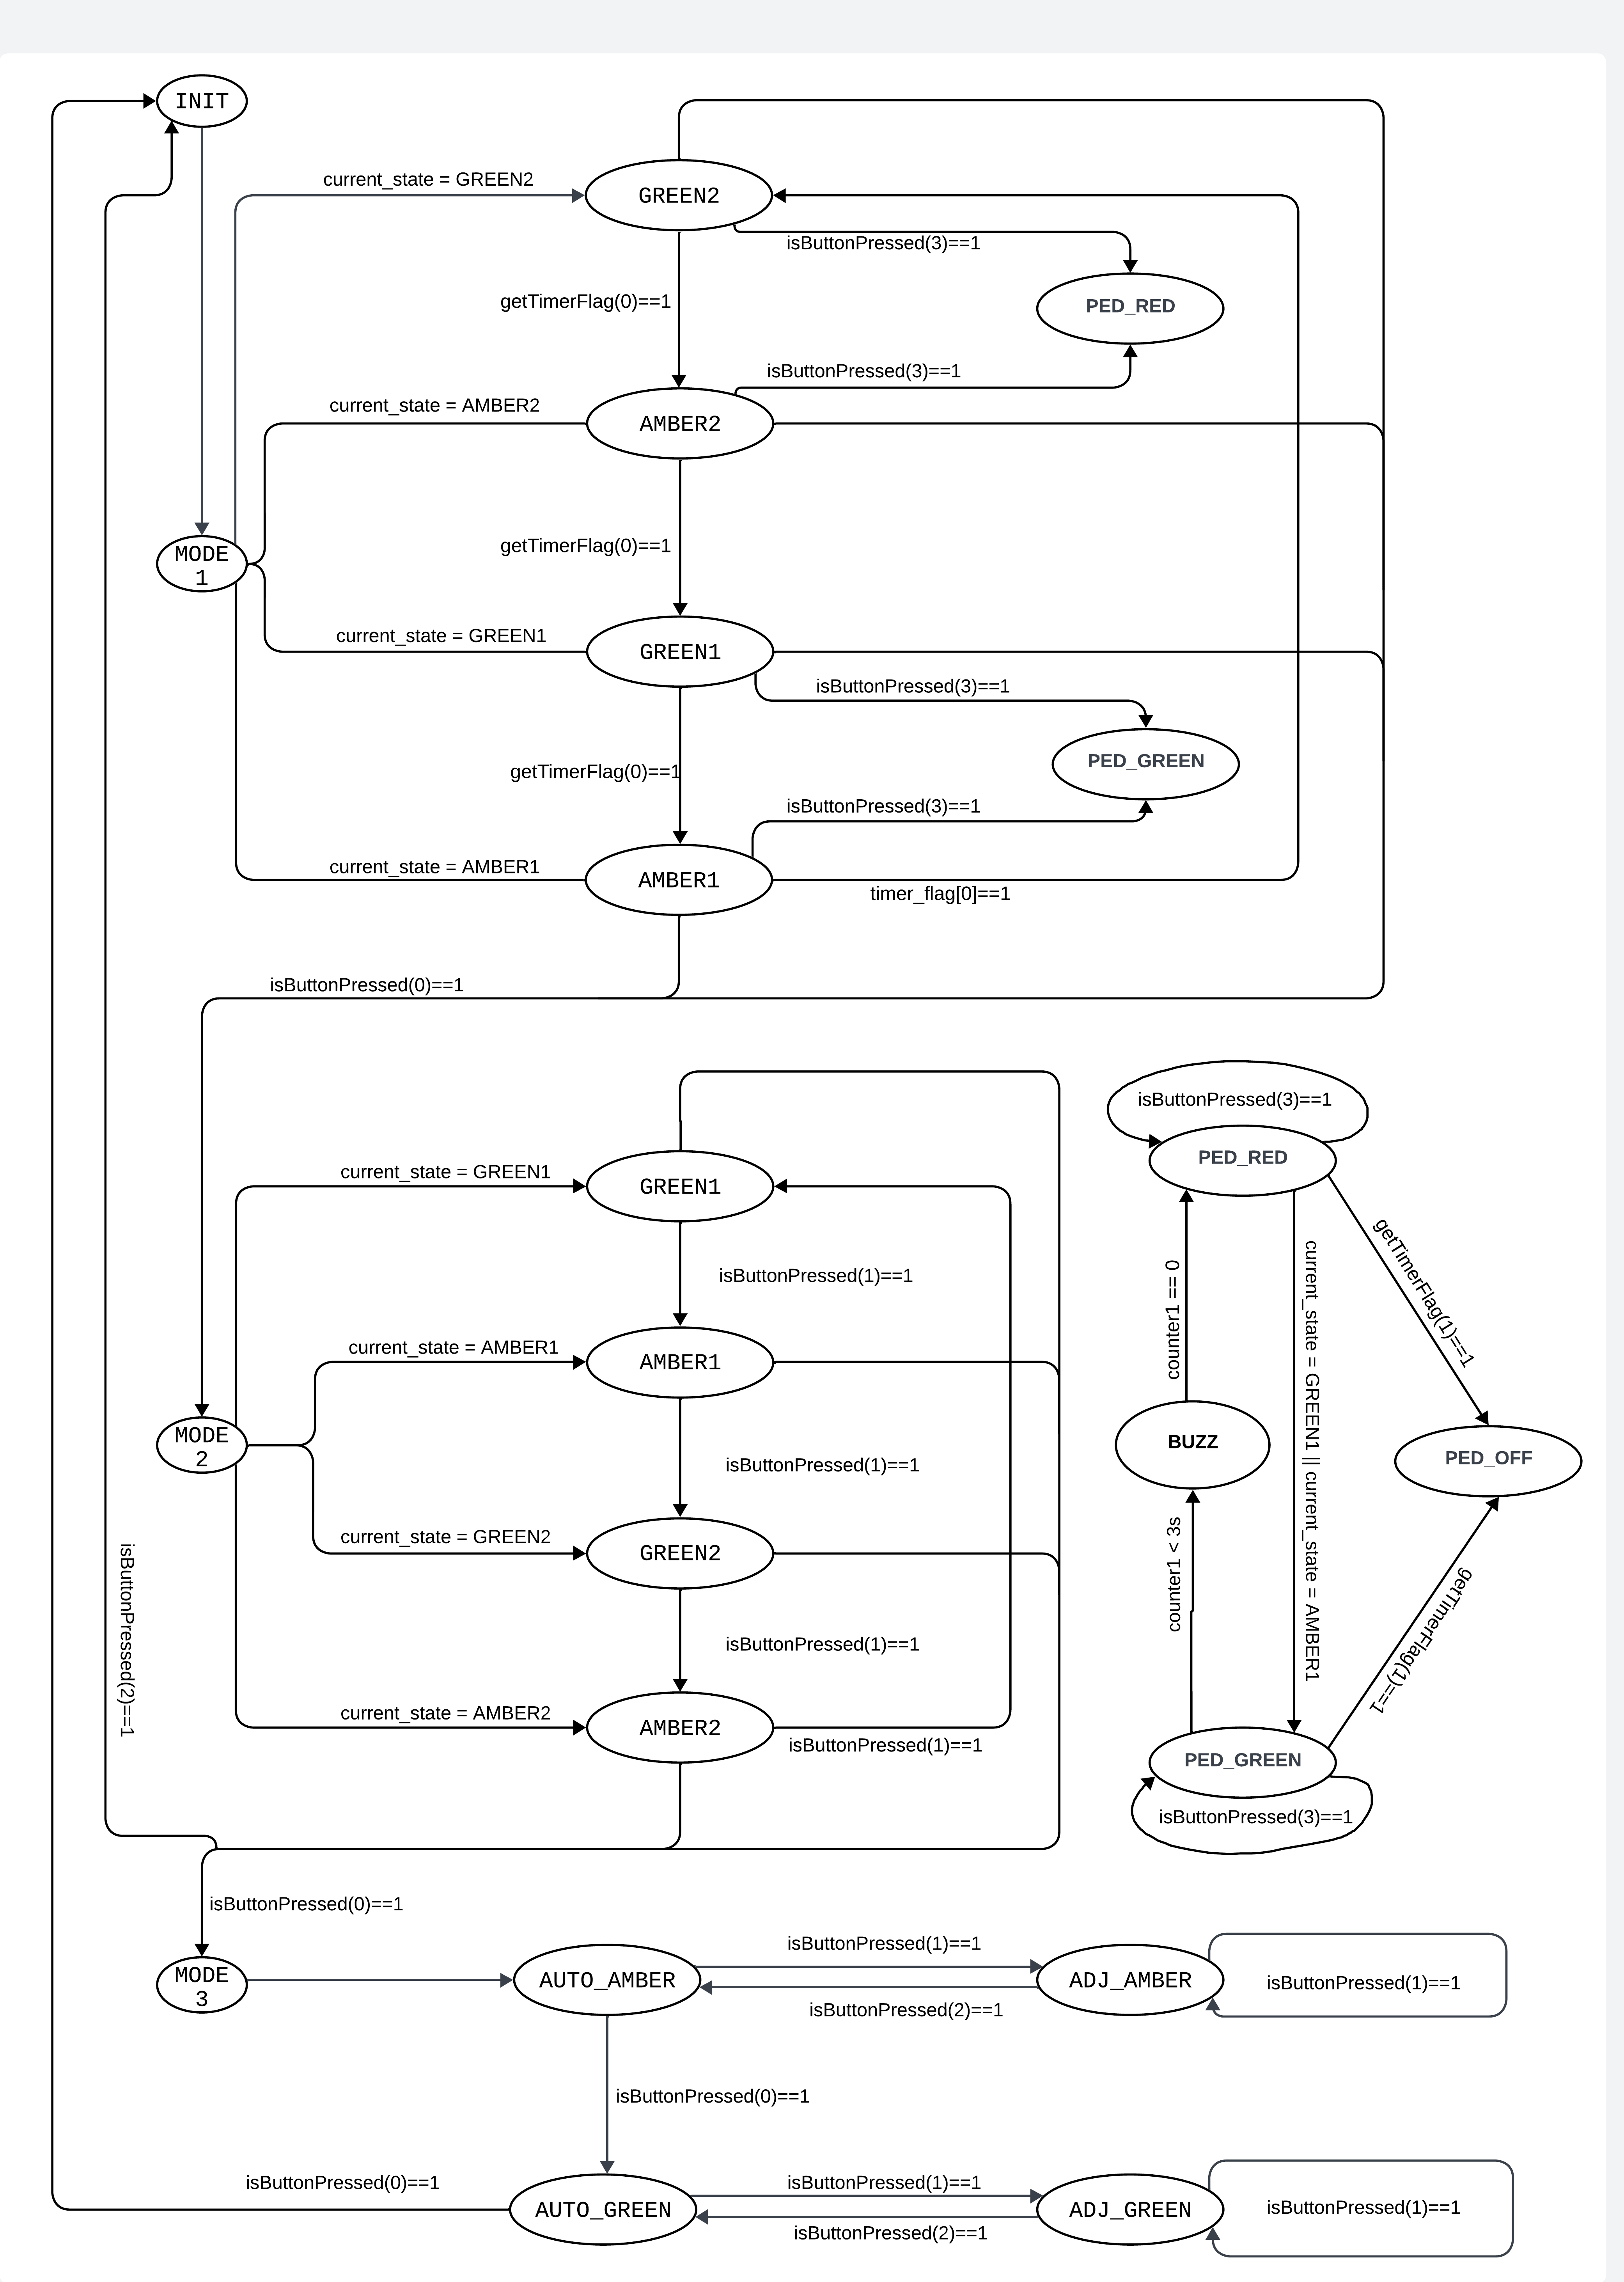 INIT
current_state = GREEN2
GREEN2
isButtonPressed(3)==1
getTimerFlag(0)==1
PED_RED
isButtonPressed(3)==1
current_state = AMBER2
AMBER2
getTimerFlag(0)==1
MODE
1
current_state = GREEN1
GREEN1
isButtonPressed(3)==1
getTimerFlag(0)==1
PED_GREEN
isButtonPressed(3)==1
current_state = AMBER1
AMBER1
timer_flag[0]==1
isButtonPressed(0)==1
current_state = GREEN1
GREEN1
isButtonPressed(1)==1
current_state = AMBER1
AMBER1
MODE
2
isButtonPressed(1)==1
current_state = GREEN2
GREEN2
isButtonPressed(1)==1
current_state = AMBER2
AMBER2
isButtonPressed(1)==1
isButtonPressed(2)==1
isButtonPressed(3)==1
PED_RED
counter1 == 0
current_state = GREEN1 || current_state = AMBER1
getTimerFlag(1)==1
BUZZ
PED_OFF
counter1 < 3s
getTimerFlag(1)==1
PED_GREEN
isButtonPressed(3)==1
isButtonPressed(0)==1
MODE
3
AUTO_AMBER
isButtonPressed(1)==1
isButtonPressed(2)==1
ADJ_AMBER
isButtonPressed(1)==1
isButtonPressed(0)==1
isButtonPressed(0)==1
AUTO_GREEN
isButtonPressed(1)==1
isButtonPressed(2)==1
ADJ_GREEN
isButtonPressed(1)==1